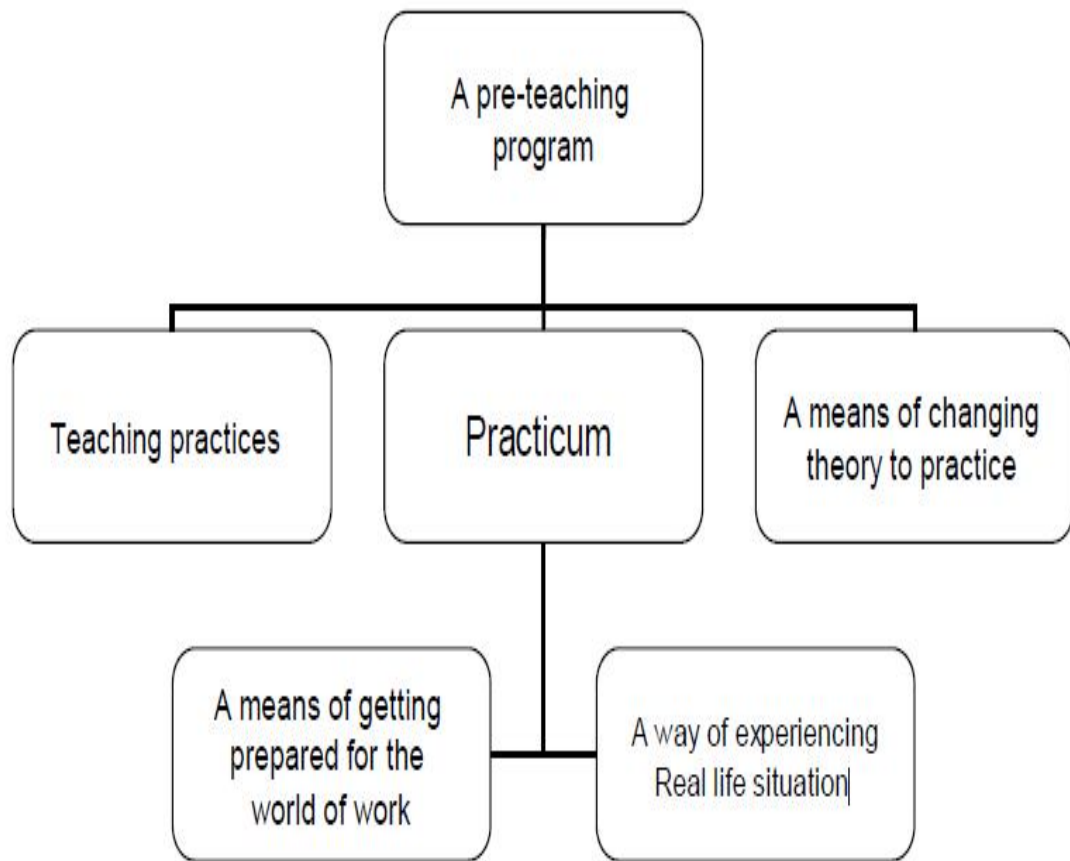 A pre-teaching
program
Teaching practices
Practicum
A means of changing
theory to practice
A means of getting
prepared for the
world of work
A way of experiencing
Real life situation